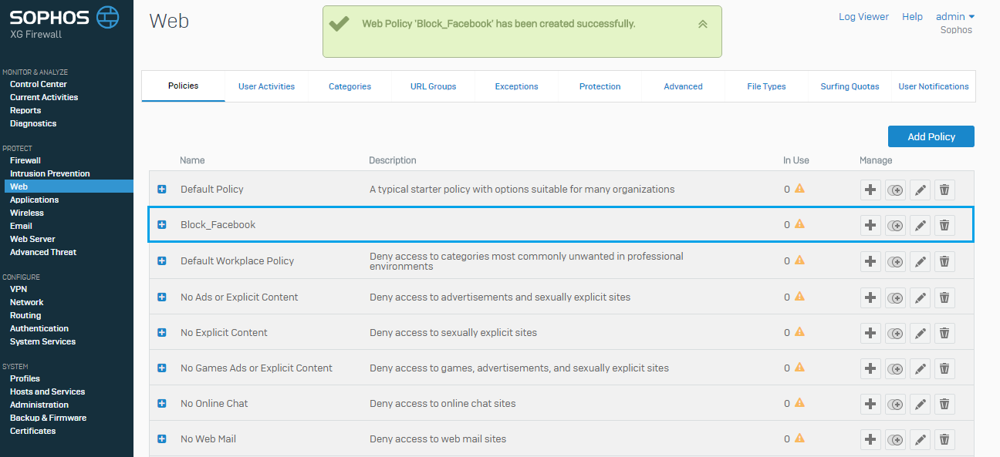 SOPHOS
XG Firewall
MONITOR & ANALYZE
Control Center
Current Activities
Reports
Diagnostics
PROTECT
Firewall
Intrusion Prevention
Web
Applications
Wireless
Email
Web Server
Advanced Threat
CONFIGURE
VPN
Network
Routing
Authentication
System Services
SYSTEM
Profiles
Hosts and Services
Administration
Backup & Firmware
Certificates
Web
Web Policy 'Block_Facebook' has been created successfully.
Log Viewer Help admin
Sophos
Policies User Activities Categories URL Groups Exceptions Protection Advanced File Types Surfing Quotas User Notifications
Add Policy
Name Description In Use Manage
Default Policy A typical starter policy with options suitable for many organizations 0
Block_Facebook 0
Default Workplace Policy Deny access to categories most commonly unwanted in professional 0
environments
No Ads or Explicit Content Deny access to advertisements and sexually explicit sites 0
No Explicit Content Deny access to sexually explicit sites 0
No Games Ads or Explicit Content Deny access to games, advertisements, and sexually explicit sites 0
No Online Chat Deny access to online chat sites 0
No Web Mail Deny access to web mail sites 0